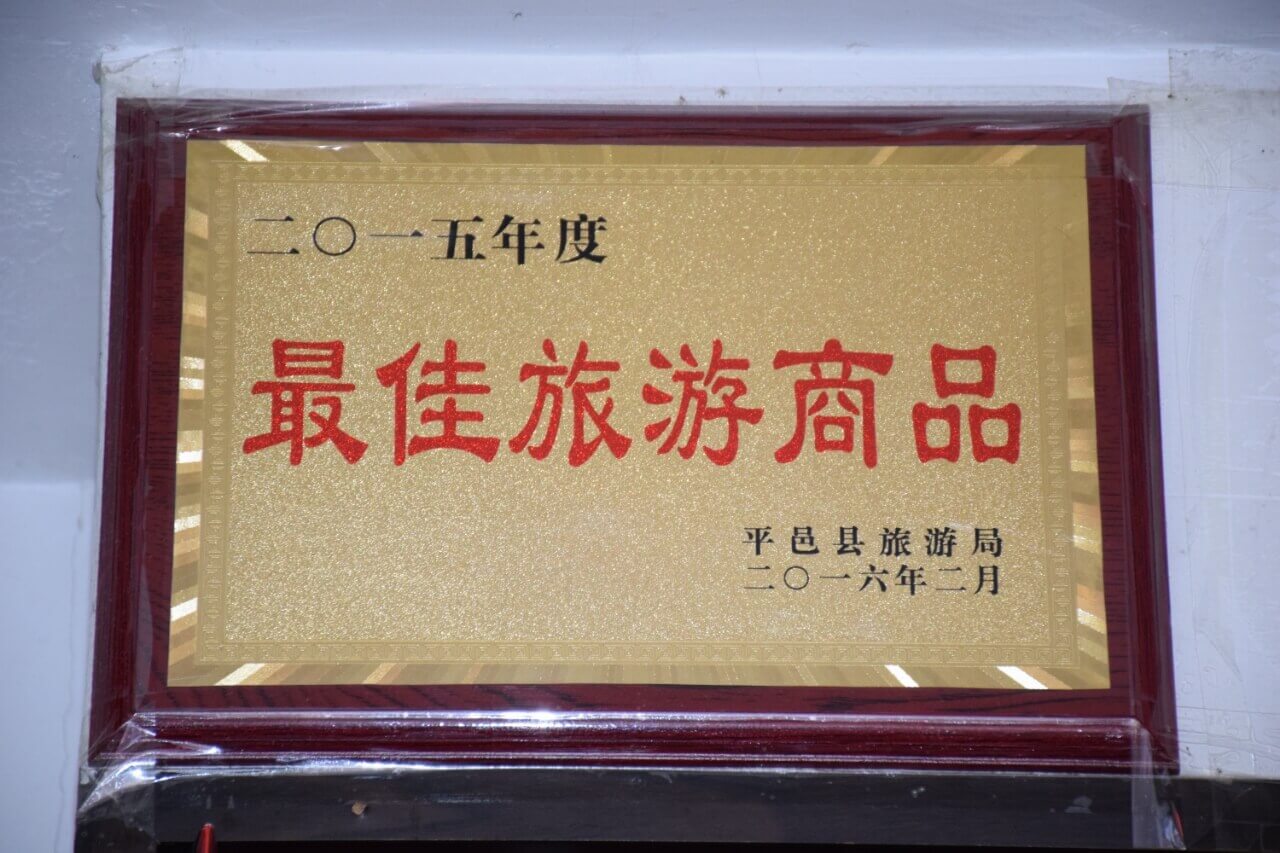 二〇一五年度
最佳旅游商品
平邑县旅游局
二〇一六年二月